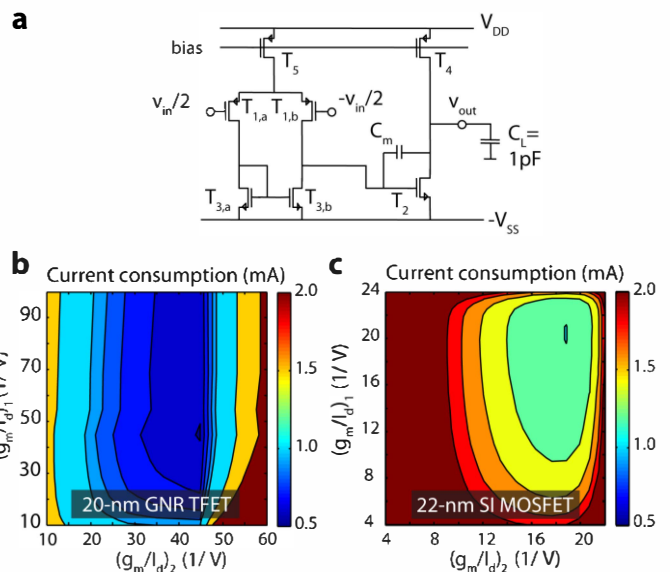 a
V_DD
bias
T_5
T_4
v_in/2
T_1,a
T_1,b
-v_in/2
v_out
C_m
C_L=
1pF
T_3,a
T_3,b
T_2
-V_SS
b
Current consumption (mA)
90
70
50
30
10
10
20
40
60
(g_m/I_d)_1 (1/ V)
(g_m/I_d)_2 (1/ V)
20-nm GNR TFET
2.0
1.5
1.0
0.5
c
Current consumption (mA)
24
20
16
12
8
4
4
8
12
16
20
(g_m/I_d)_1 (1/ V)
(g_m/I_d)_2 (1/ V)
22-nm SI MOSFET
2.0
1.5
1.0
0.5